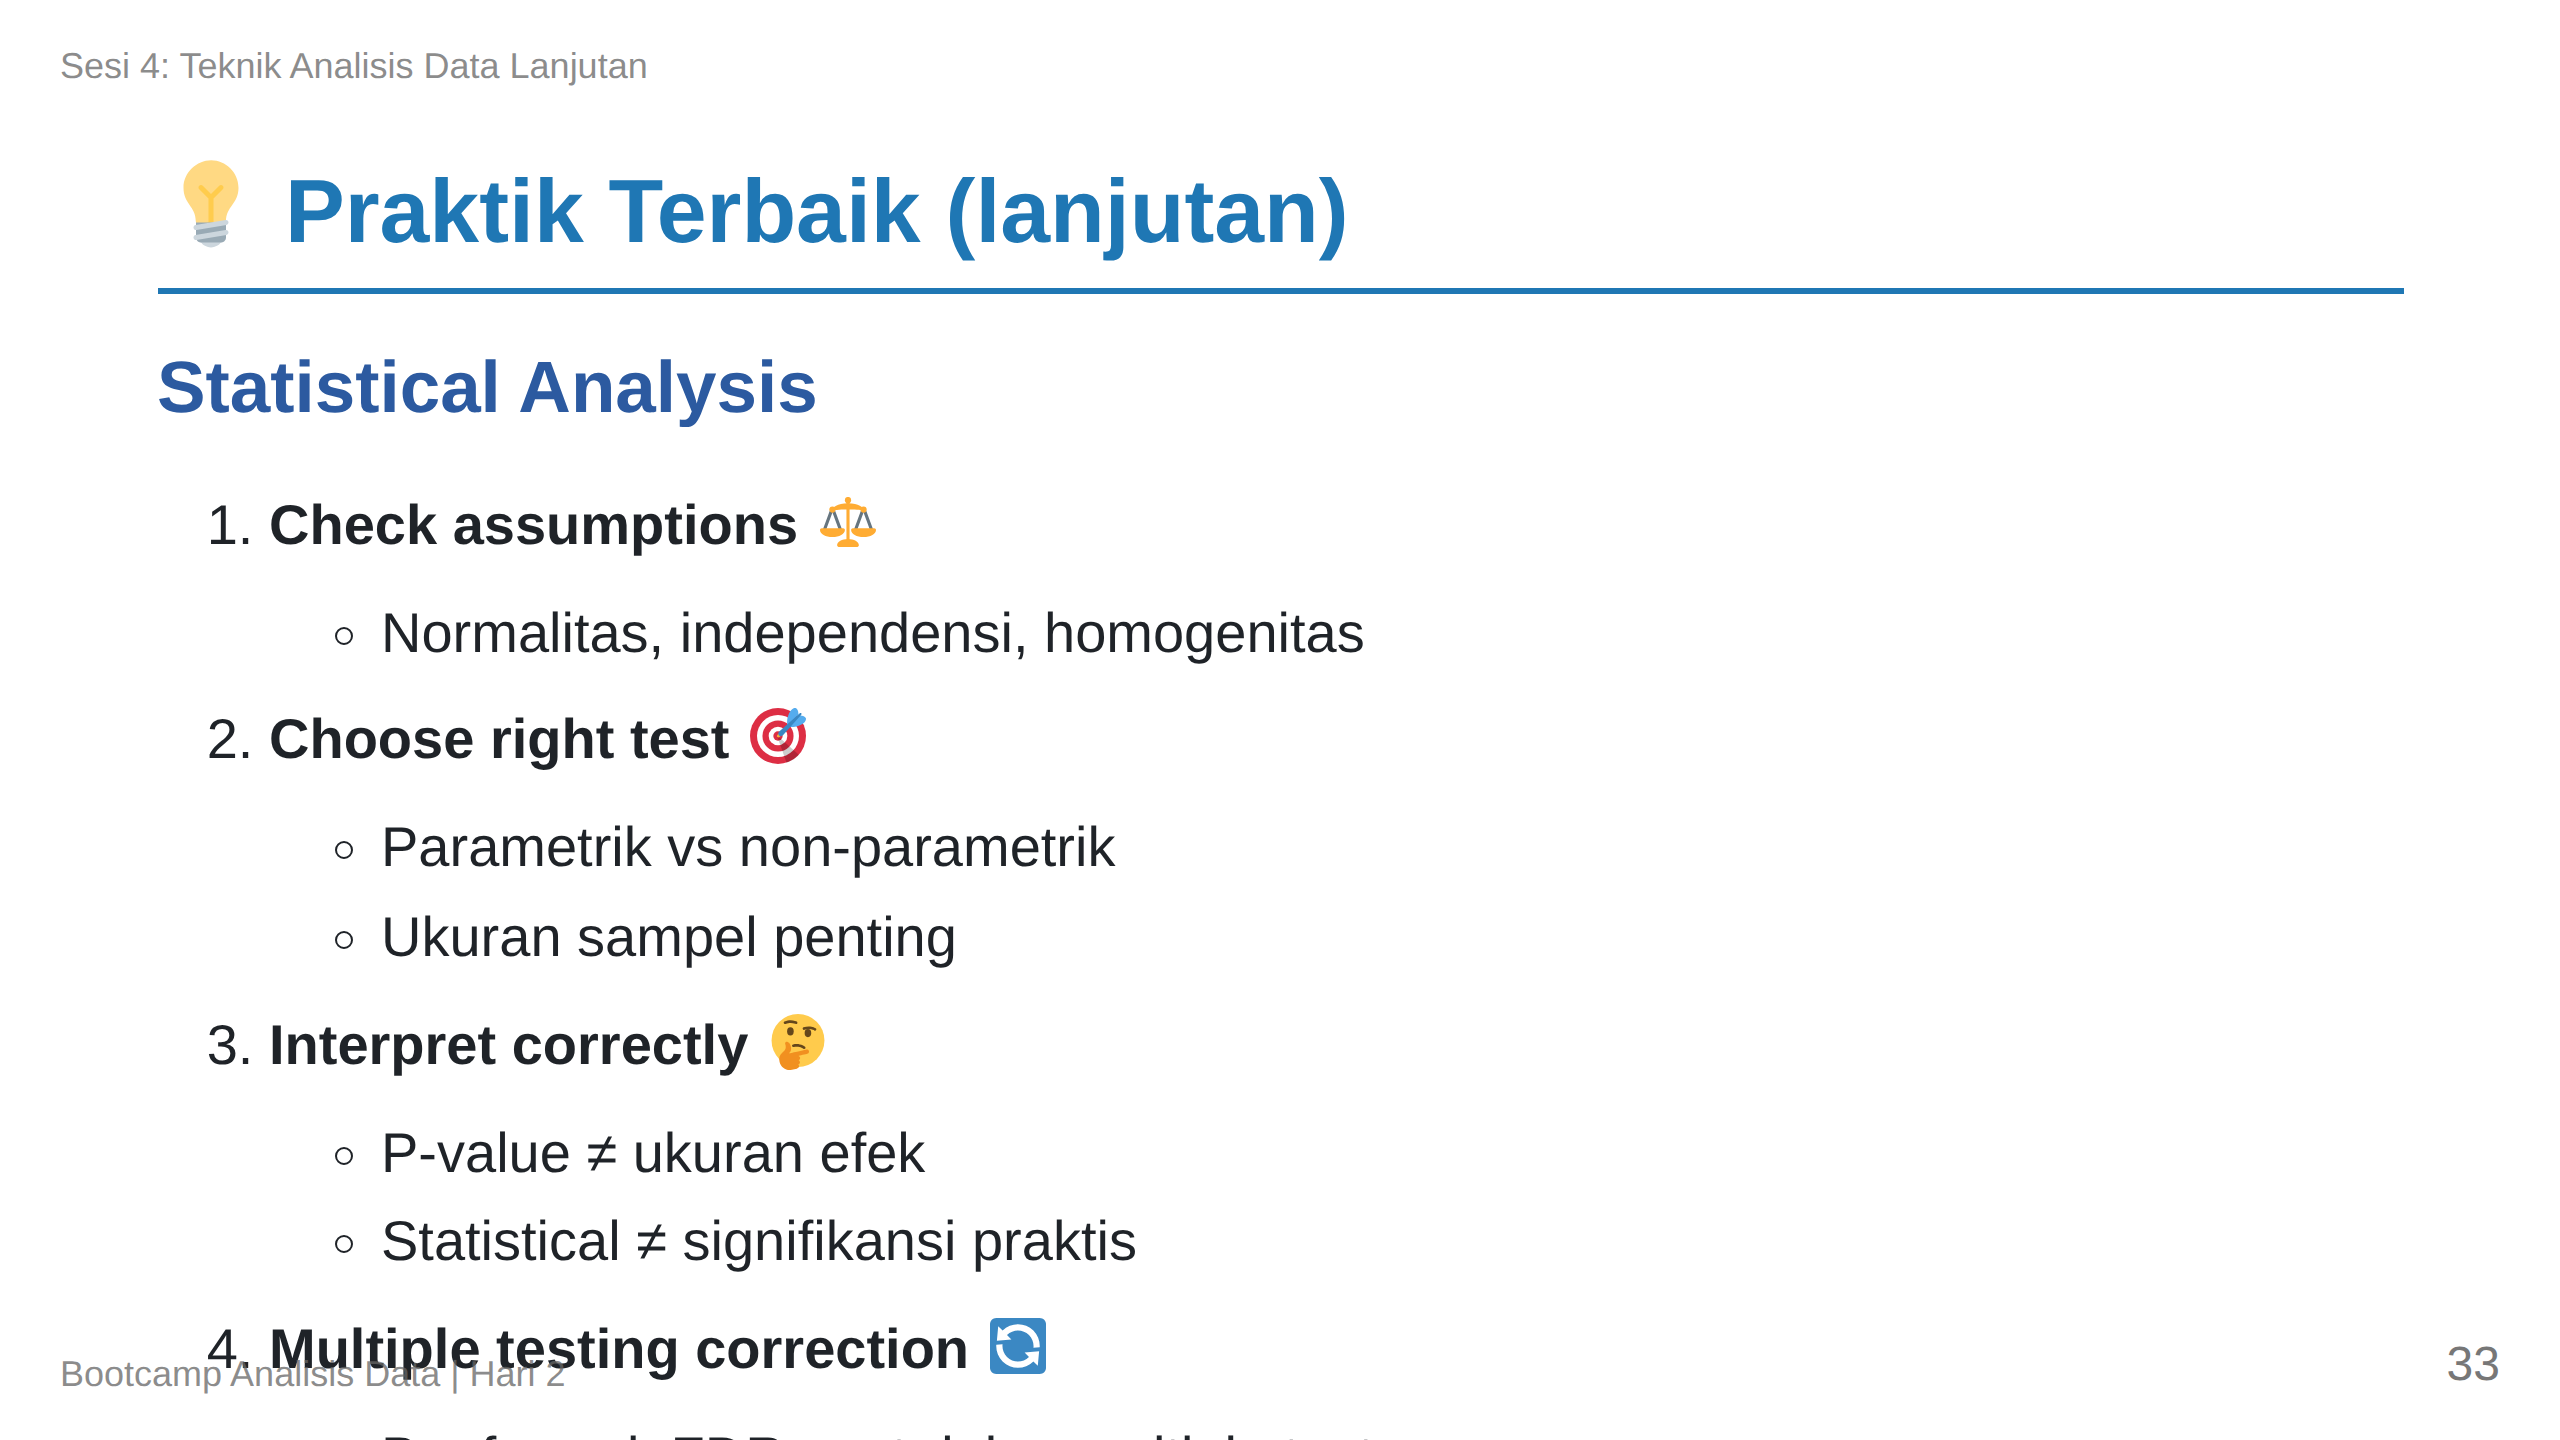 Sesi 4: Teknik Analisis Data Lanjutan
💡 Praktik Terbaik (lanjutan)
Statistical Analysis
1. Check assumptions ⚖️
Normalitas, independensi, homogenitas
2. Choose right test 🎯
Parametrik vs non-parametrik
Ukuran sampel penting
3. Interpret correctly 🤔
P-value ≠ ukuran efek
Statistical ≠ signifikansi praktis
4. Multiple testing correction 🔄
Bootcamp Analisis Data | Hari 2
33